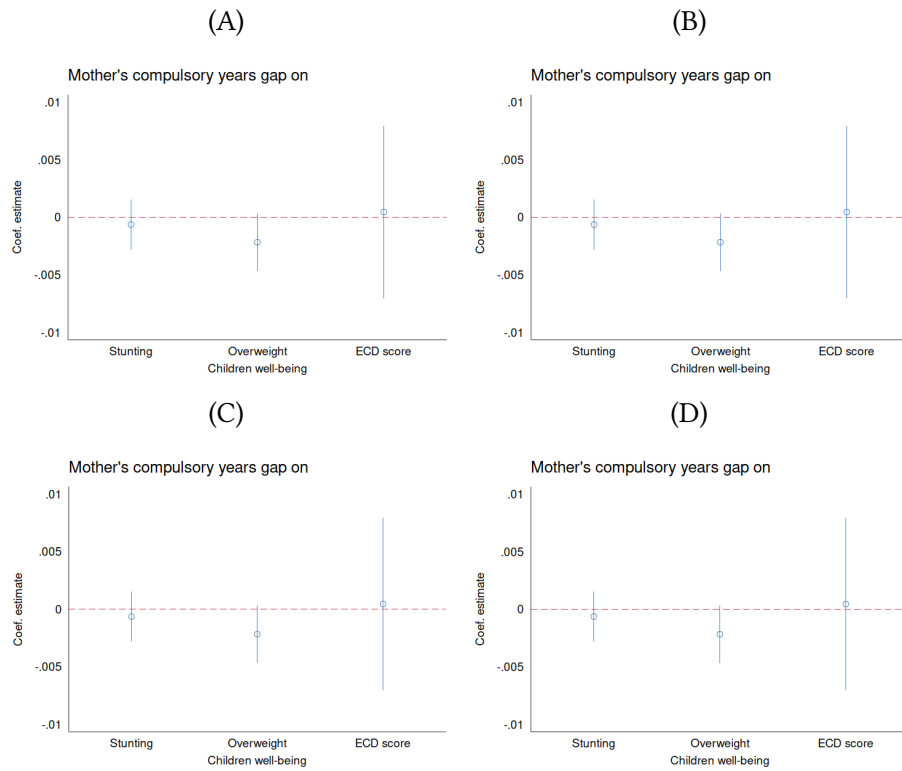 (A)
Mother's compulsory years gap on
.01
.005
0
-.005
-.01
Coef. estimate
Stunting Overweight ECD score
Children well-being
(B)
Mother's compulsory years gap on
.01
.005
0
-.005
-.01
Coef. estimate
Stunting Overweight ECD score
Children well-being
(C)
Mother's compulsory years gap on
.01
.005
0
-.005
-.01
Coef. estimate
Stunting Overweight ECD score
Children well-being
(D)
Mother's compulsory years gap on
.01
.005
0
-.005
-.01
Coef. estimate
Stunting Overweight ECD score
Children well-being